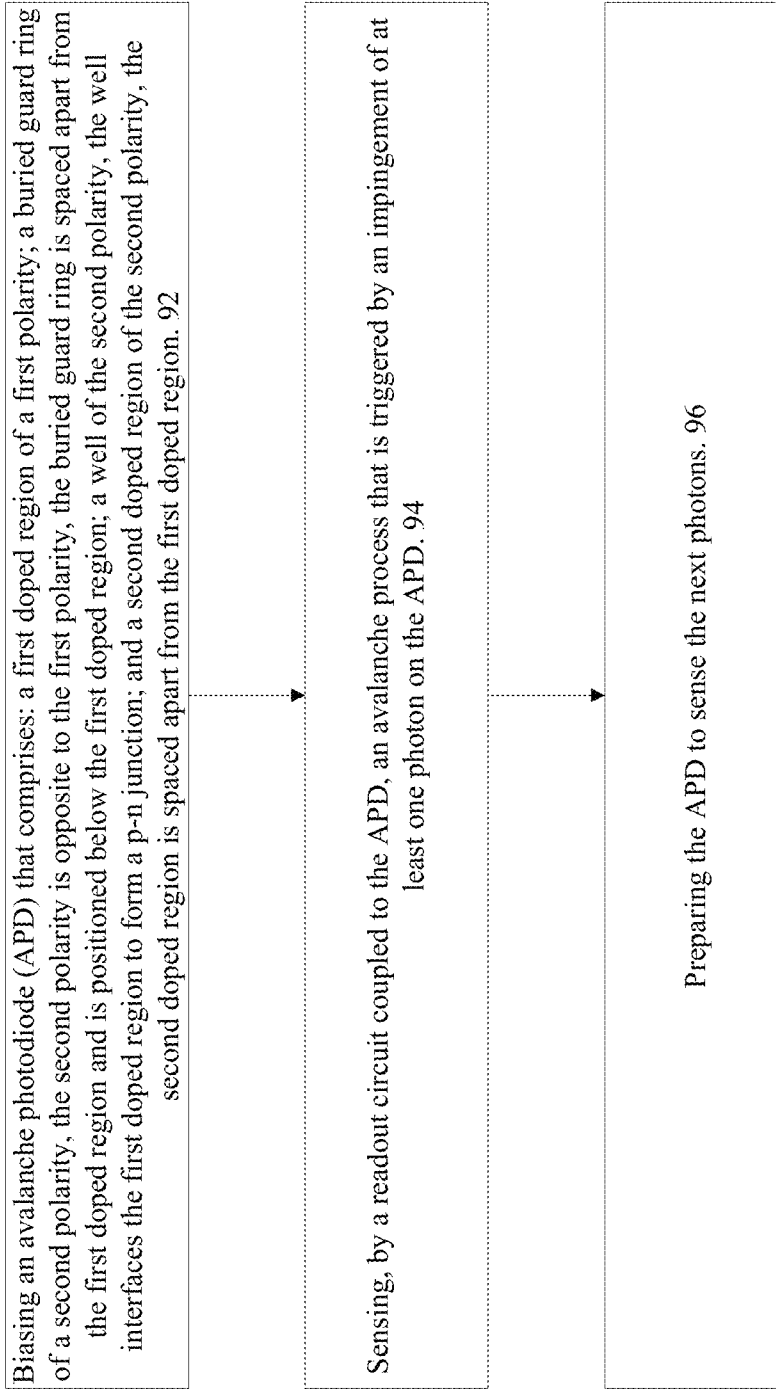 Biasing an avalanche photodiode (APD) that comprises: a first doped region of a first polarity; a buried guard ring
of a second polarity, the second polarity is opposite to the first polarity, the buried guard ring is spaced apart from
the first doped region and is positioned below the first doped region; a well of the second polarity, the well
interfaces the first doped region to form a p-n junction; and a second doped region of the second polarity, the
second doped region is spaced apart from the first doped region. 92
Sensing, by a readout circuit coupled to the APD, an avalanche process that is triggered by an impingement of at
least one photon on the APD. 94
Preparing the APD to sense the next photons. 96